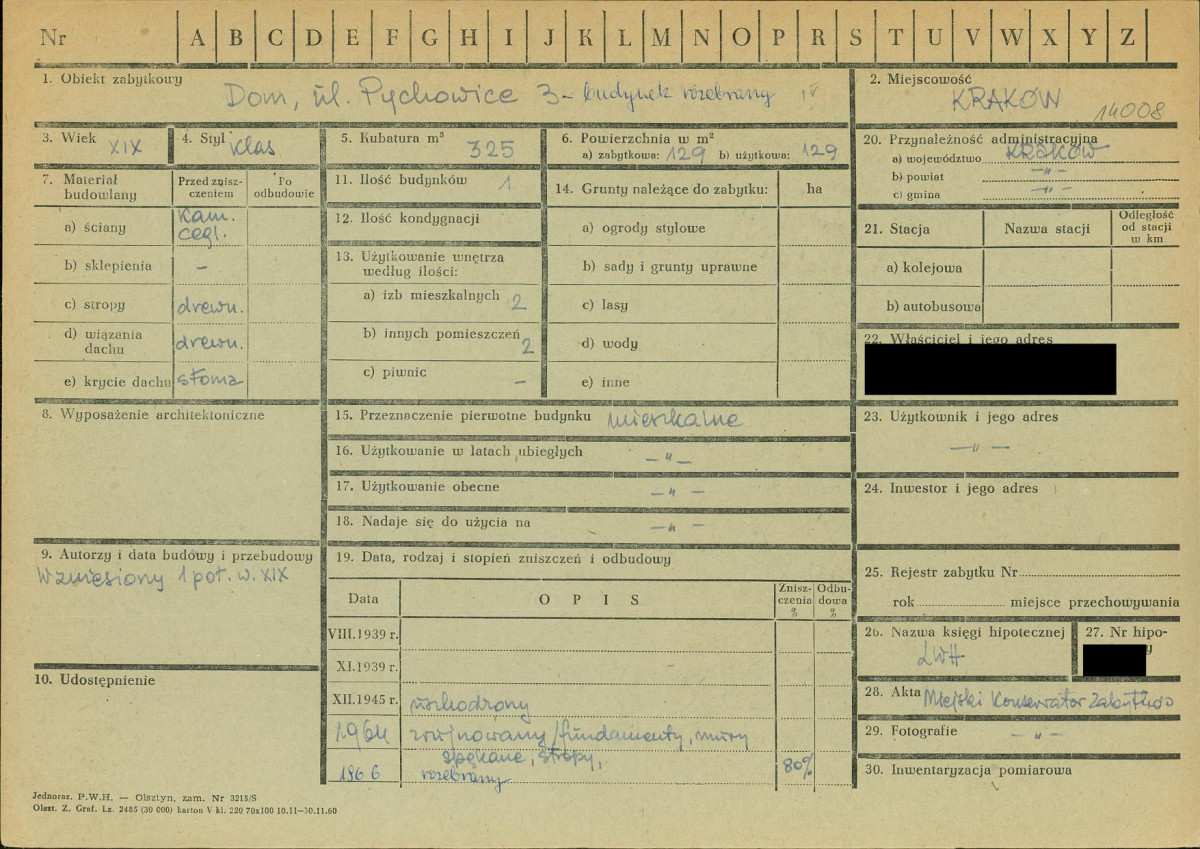 Nr A B C D E F G H I J K L M N O P R S T U V W X Y Z
1. Obiekt zabytkowy
Dom, ul. Pychowice 3 - budynek rozebrany
2. Miejscowość
KRAKÓW
14008
3. Wiek XIX
4. Styl klas
5. Kubatura m³ 325
6. Powierzchnia w m²
a) zabytkowa: 129 b) użytkowa: 129
20. Przynależność administracyjna
a) województwo Kraków
b) powiat -"-
c) gmina -"-
7. Materiał budowlany
Przed znisz-
czeniem
Po
odbudowie
a) ściany kam.
cegl.
b) sklepienia -
c) stropy drewn.
d) wiązania
dachu drewn.
e) krycie dachu słoma
11. Ilość budynków 1
12. Ilość kondygnacji
13. Użytkowanie wnętrza
według ilości:
a) izb mieszkalnych 2
b) innych pomieszczeń 2
c) piwnic -
14. Grunty należące do zabytku: ha
a) ogrody stylowe
b) sady i grunty uprawne
c) lasy
d) wody
e) inne
21. Stacja
Nazwa stacji
Odległość
od stacji
w km
a) kolejowa
b) autobusowa
22. Właściciel i jego adres
8. Wyposażenie architektoniczne
15. Przeznaczenie pierwotne budynku mieszkalne
16. Użytkowanie w latach ubiegłych -"-
17. Użytkowanie obecne -"-
18. Nadaje się do użycia na -"-
23. Użytkownik i jego adres
-"-
24. Inwestor i jego adres
9. Autorzy i data budowy i przebudowy
Wzniesiony 1 poł. w. XIX
10. Udostępnienie
19. Data, rodzaj i stopień zniszczeń i odbudowy
Data
OPIS
Znisz-
czenia
%
Odbu-
dowa
%
VIII.1939 r.
XI.1939 r.
XII.1945 r. uszkodzony
1964 zrujnowany /fundamenty, mury
spękane, stropy, 80%
1966 rozebrany
25. Rejestr zabytku Nr
rok miejsce przechowywania
26. Nazwa księgi hipotecznej
LWH
27. Nr hipo-
y
28. Akta Miejski Konserwator Zabytków
29. Fotografie -"-
30. Inwentaryzacja pomiarowa
Jednoraz. P.W.H. — Olsztyn, zam. Nr 3215/S
Olszt. Z. Graf. Lz. 2485 (30 000) karton V kl. 220 70x100 10.11—30.11.60